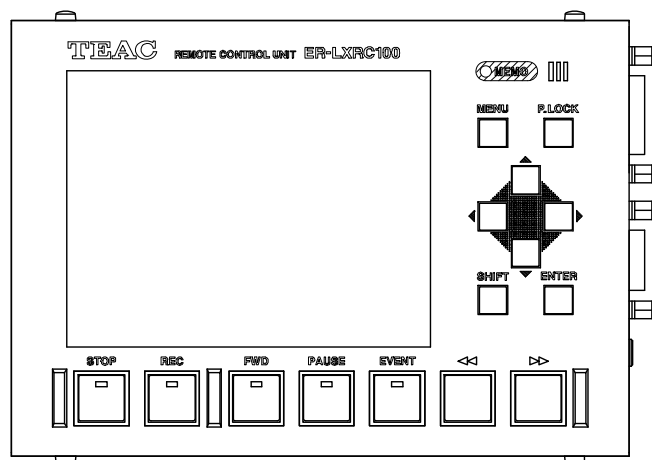 TEAC REMOTE CONTROL UNIT ER-LXRC100
MEMO
MENU P.LOCK
SHIFT ENTER
STOP REC FWD PAUSE EVENT